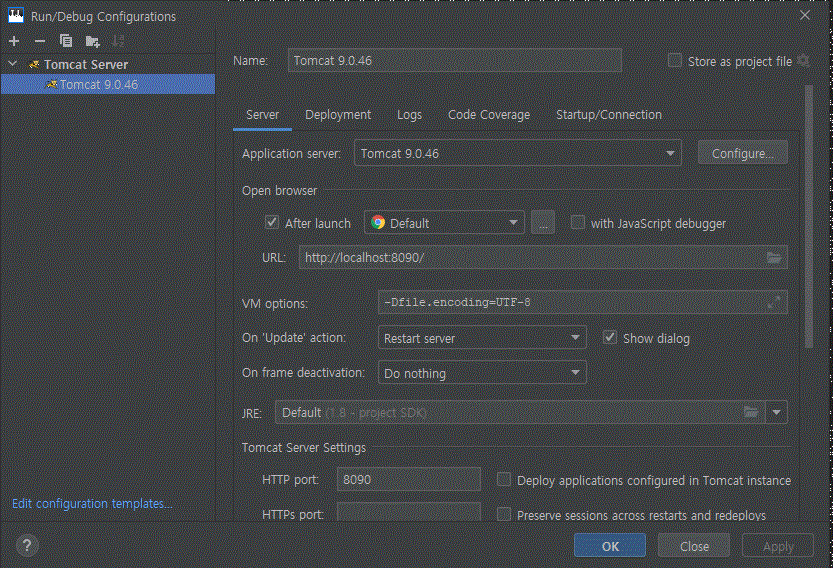 Run/Debug Configurations
Tomcat Server
Tomcat 9.0.46
Name: Tomcat 9.0.46 Store as project file
Server Deployment Logs Code Coverage Startup/Connection
Application server: Tomcat 9.0.46 Configure...
Open browser
After launch Default ... with JavaScript debugger
URL: http://localhost:8090/
VM options: -Dfile.encoding=UTF-8
On 'Update' action: Restart server Show dialog
On frame deactivation: Do nothing
JRE: Default (1.8 - project SDK)
Tomcat Server Settings
HTTP port: 8090 Deploy applications configured in Tomcat instance
HTTPs port: Preserve sessions across restarts and redeploys
Edit configuration templates...
? OK Close Apply